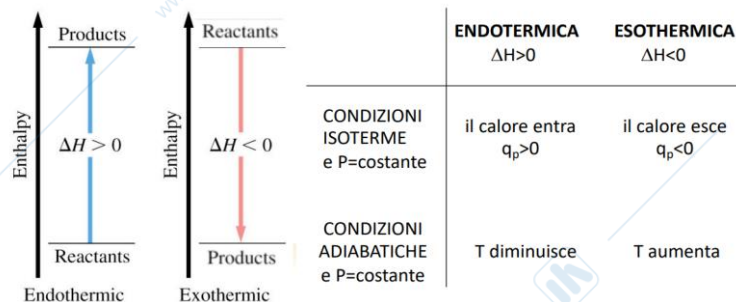 Products
Enthalpy
ΔH > 0
Reactants
Endothermic
Reactants
Enthalpy
ΔH < 0
Products
Exothermic
ENDOTERMICA ESOTHERMICA
ΔH>0 ΔH<0
CONDIZIONI
ISOTERME
e P=costante
il calore entra il calore esce
qₚ>0 qₚ<0
CONDIZIONI
ADIABATICHE
e P=costante
T diminuisce T aumenta